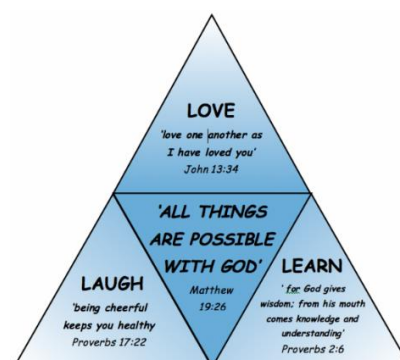 LOVE
'love one another as
I have loved you'
John 13:34
'ALL THINGS
ARE POSSIBLE
WITH GOD'
Matthew
19:26
LAUGH
'being cheerful
keeps you healthy
Proverbs 17:22
LEARN
' for God gives
wisdom; from his mouth
comes knowledge and
understanding'
Proverbs 2:6